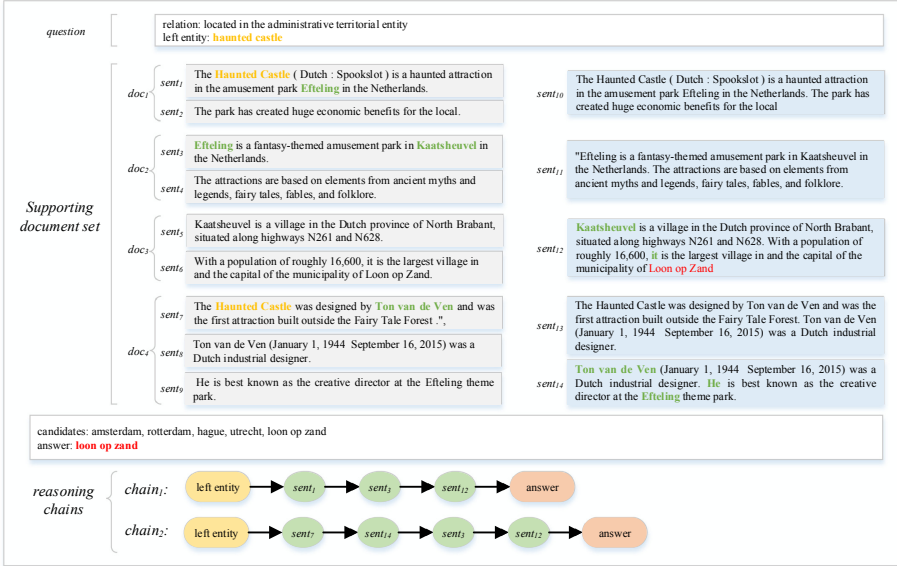 question
relation: located in the administrative territorial entity
left entity: haunted castle
Supporting
document set
doc1
sent1
The Haunted Castle ( Dutch : Spookslot ) is a haunted attraction
in the amusement park Efteling in the Netherlands.
sent2
The park has created huge economic benefits for the local.
sent10
The Haunted Castle ( Dutch : Spookslot ) is a haunted attraction
in the amusement park Efteling in the Netherlands. The park has
created huge economic benefits for the local
doc2
sent3
Efteling is a fantasy-themed amusement park in Kaatsheuvel in
the Netherlands.
sent4
The attractions are based on elements from ancient myths and
legends, fairy tales, fables, and folklore.
sent11
"Efteling is a fantasy-themed amusement park in Kaatsheuvel in
the Netherlands. The attractions are based on elements from
ancient myths and legends, fairy tales, fables, and folklore.
doc3
sent5
Kaatsheuvel is a village in the Dutch province of North Brabant,
situated along highways N261 and N628.
sent6
With a population of roughly 16,600, it is the largest village in
and the capital of the municipality of Loon op Zand.
sent12
Kaatsheuvel is a village in the Dutch province of North Brabant,
situated along highways N261 and N628. With a population of
roughly 16,600, it is the largest village in and the capital of the
municipality of Loon op Zand
doc4
sent7
The Haunted Castle was designed by Ton van de Ven and was
the first attraction built outside the Fairy Tale Forest .",
sent8
Ton van de Ven (January 1, 1944 September 16, 2015) was a
Dutch industrial designer.
sent9
He is best known as the creative director at the Efteling theme
park.
sent13
The Haunted Castle was designed by Ton van de Ven and was the
first attraction built outside the Fairy Tale Forest. Ton van de Ven
(January 1, 1944 September 16, 2015) was a Dutch industrial
designer.
sent14
Ton van de Ven (January 1, 1944 September 16, 2015) was a
Dutch industrial designer. He is best known as the creative
director at the Efteling theme park.
candidates: amsterdam, rotterdam, hague, utrecht, loon op zand
answer: loon op zand
reasoning
chains
chain1:
left entity
sent1
sent3
sent12
answer
chain2:
left entity
sent7
sent14
sent3
sent12
answer